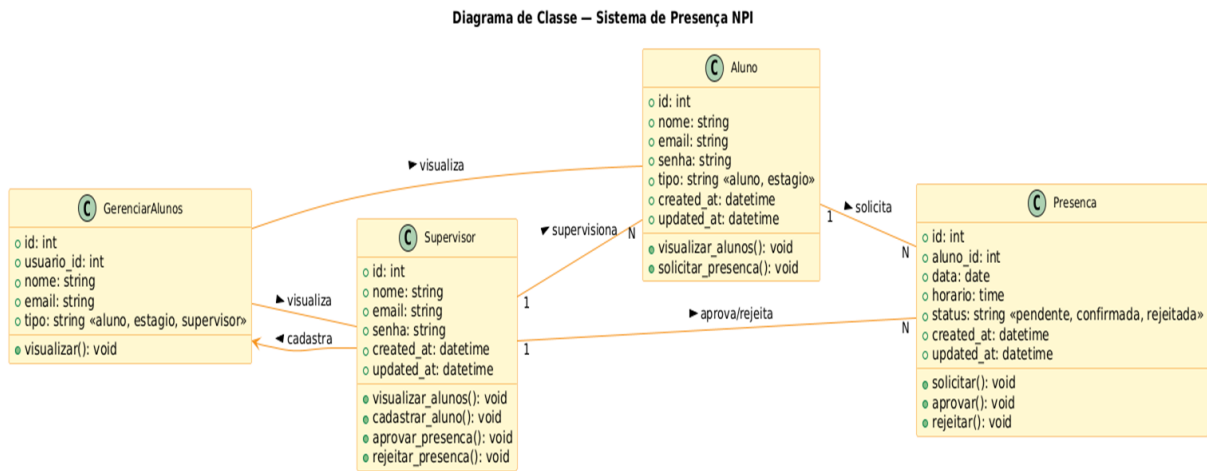 Diagrama de Classe — Sistema de Presença NPI
C Aluno
id: int
nome: string
email: string
senha: string
tipo: string «aluno, estagio»
created_at: datetime
updated_at: datetime
visualizar_alunos(): void
solicitar_presenca(): void
visualiza
C GerenciarAlunos
id: int
usuario_id: int
nome: string
email: string
tipo: string «aluno, estagio, supervisor»
visualizar(): void
visualiza
cadastra
C Supervisor
id: int
nome: string
email: string
senha: string
created_at: datetime
updated_at: datetime
visualizar_alunos(): void
cadastrar_aluno(): void
aprovar_presenca(): void
rejeitar_presenca(): void
supervisiona
N
1
1
aprova/rejeita
N
1
solicita
N
C Presenca
id: int
aluno_id: int
data: date
horario: time
status: string «pendente, confirmada, rejeitada»
created_at: datetime
updated_at: datetime
solicitar(): void
aprovar(): void
rejeitar(): void